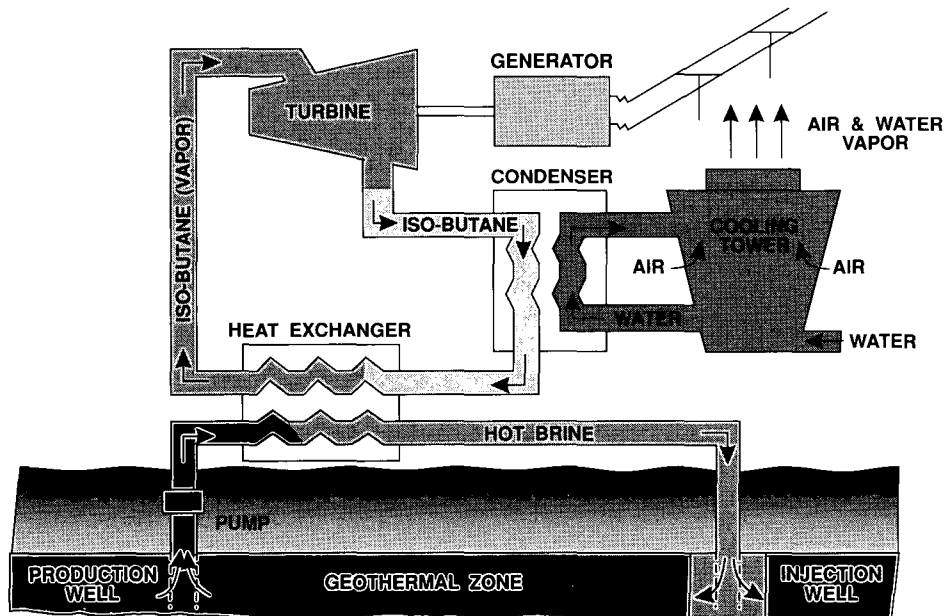 GENERATOR
TURBINE
AIR & WATER
VAPOR
CONDENSER
ISO-BUTANE (VAPOR)
ISO-BUTANE
COOLING
TOWER
AIR
AIR
WATER
WATER
HEAT EXCHANGER
HOT BRINE
PUMP
PRODUCTION
WELL
GEOTHERMAL ZONE
INJECTION
WELL